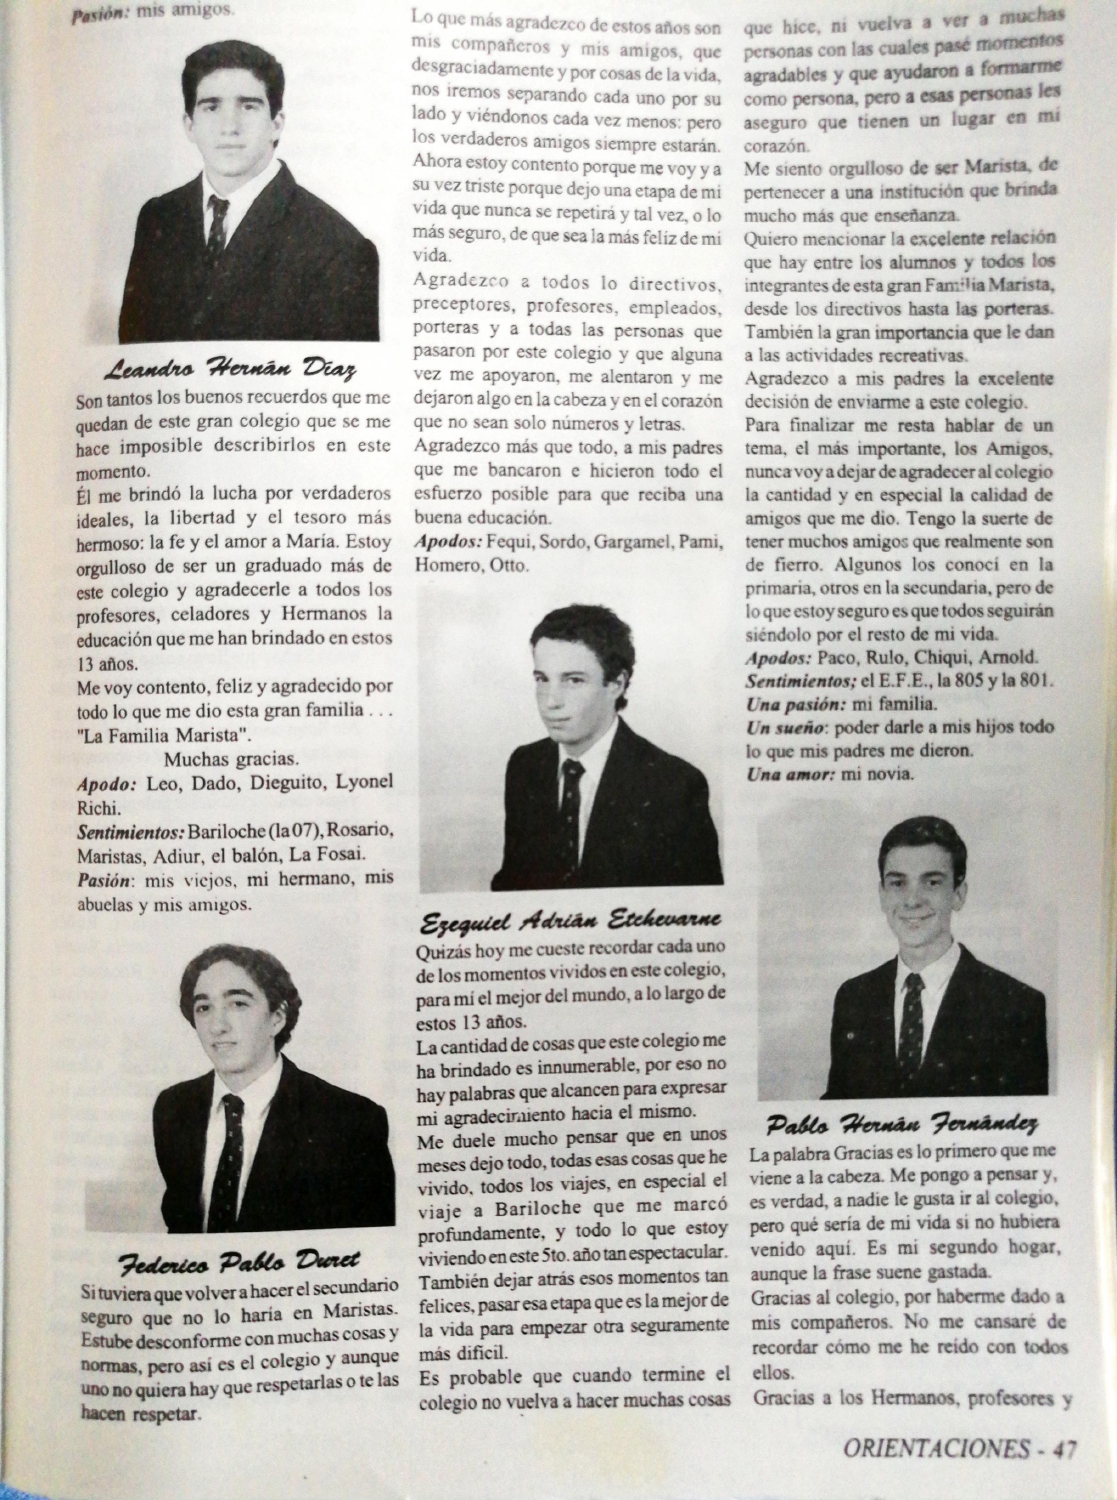 Pasión: mis amigos.
Leandro Hernán Díaz
Son tantos los buenos recuerdos que me
quedan de este gran colegio que se me
hace imposible describirlos en este
momento.
Él me brindó la lucha por verdaderos
ideales, la libertad y el tesoro más
hermoso: la fe y el amor a María. Estoy
orgulloso de ser un graduado más de
este colegio y agradecerle a todos los
profesores, celadores y Hermanos la
educación que me han brindado en estos
13 años.
Me voy contento, feliz y agradecido por
todo lo que me dio esta gran familia . . .
"La Familia Marista".
Muchas gracias.
Apodo: Leo, Dado, Dieguito, Lyonel
Richi.
Sentimientos: Bariloche (la 07), Rosario,
Maristas, Adiur, el balón, La Fosai.
Pasión: mis viejos, mi hermano, mis
abuelas y mis amigos.
Federico Pablo Duret
Si tuviera que volver a hacer el secundario
seguro que no lo haría en Maristas.
Estube desconforme con muchas cosas y
normas, pero así es el colegio y aunque
uno no quiera hay que respetarlas o te las
hacen respetar.
Lo que más agradezco de estos años son
mis compañeros y mis amigos, que
desgraciadamente y por cosas de la vida,
nos iremos separando cada uno por su
lado y viéndonos cada vez menos: pero
los verdaderos amigos siempre estarán.
Ahora estoy contento porque me voy y a
su vez triste porque dejo una etapa de mi
vida que nunca se repetirá y tal vez, o lo
más seguro, de que sea la más feliz de mi
vida.
Agradezco a todos lo directivos,
preceptores, profesores, empleados,
porteras y a todas las personas que
pasaron por este colegio y que alguna
vez me apoyaron, me alentaron y me
dejaron algo en la cabeza y en el corazón
que no sean solo números y letras.
Agradezco más que todo, a mis padres
que me bancaron e hicieron todo el
esfuerzo posible para que reciba una
buena educación.
Apodos: Fequi, Sordo, Gargamel, Pami,
Homero, Otto.
Ezequiel Adrián Etchevarne
Quizás hoy me cueste recordar cada uno
de los momentos vividos en este colegio,
para mí el mejor del mundo, a lo largo de
estos 13 años.
La cantidad de cosas que este colegio me
ha brindado es innumerable, por eso no
hay palabras que alcancen para expresar
mi agradecimiento hacia el mismo.
Me duele mucho pensar que en unos
meses dejo todo, todas esas cosas que he
vivido, todos los viajes, en especial el
viaje a Bariloche que me marcó
profundamente, y todo lo que estoy
viviendo en este 5to. año tan espectacular.
También dejar atrás esos momentos tan
felices, pasar esa etapa que es la mejor de
la vida para empezar otra seguramente
más difícil.
Es probable que cuando termine el
colegio no vuelva a hacer muchas cosas
que hice, ni vuelva a ver a muchas
personas con las cuales pasé momentos
agradables y que ayudaron a formarme
como persona, pero a esas personas les
aseguro que tienen un lugar en mi
corazón.
Me siento orgulloso de ser Marista, de
pertenecer a una institución que brinda
mucho más que enseñanza.
Quiero mencionar la excelente relación
que hay entre los alumnos y todos los
integrantes de esta gran Familia Marista,
desde los directivos hasta las porteras.
También la gran importancia que le dan
a las actividades recreativas.
Agradezco a mis padres la excelente
decisión de enviarme a este colegio.
Para finalizar me resta hablar de un
tema, el más importante, los Amigos,
nunca voy a dejar de agradecer al colegio
la cantidad y en especial la calidad de
amigos que me dio. Tengo la suerte de
tener muchos amigos que realmente son
de fierro. Algunos los conocí en la
primaria, otros en la secundaria, pero de
lo que estoy seguro es que todos seguirán
siéndolo por el resto de mi vida.
Apodos: Paco, Rulo, Chiqui, Arnold.
Sentimientos; el E.F.E., la 805 y la 801.
Una pasión: mi familia.
Un sueño: poder darle a mis hijos todo
lo que mis padres me dieron.
Una amor: mi novia.
Pablo Hernán Fernández
La palabra Gracias es lo primero que me
viene a la cabeza. Me pongo a pensar y,
es verdad, a nadie le gusta ir al colegio,
pero qué sería de mi vida si no hubiera
venido aquí. Es mi segundo hogar,
aunque la frase suene gastada.
Gracias al colegio, por haberme dado a
mis compañeros. No me cansaré de
recordar cómo me he reído con todos
ellos.
Gracias a los Hermanos, profesores y
ORIENTACIONES - 47